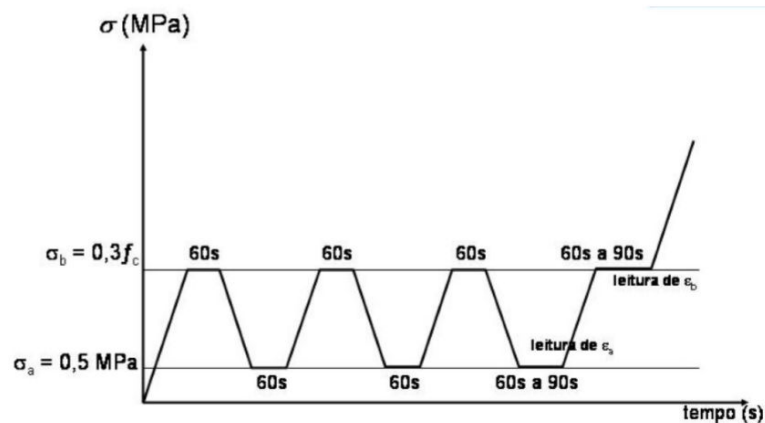 σ (MPa)
60s 60s 60s 60s a 90s
σb = 0,3fc
leitura de εb
leitura de εa
σa = 0,5 MPa
60s 60s 60s a 90s
tempo (s)